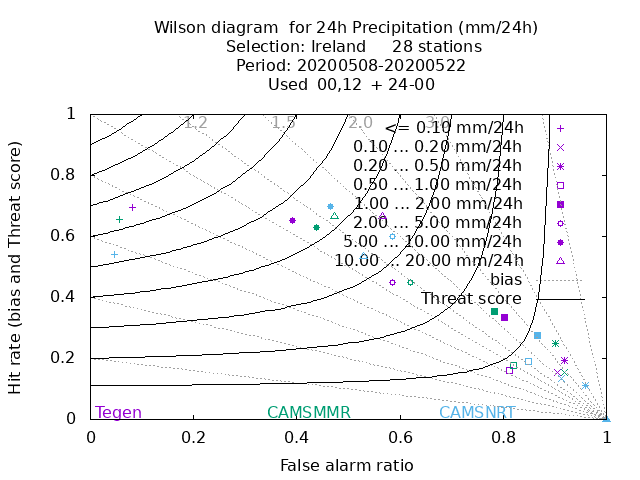 Wilson diagram  for 24h Precipitation (mm/24h)
Selection: Ireland     28 stations
Period: 20200508-20200522
Used  00,12  + 24-00
Hit rate (bias and Threat score)
1
0.8
0.6
0.4
0.2
0
1.2
1.5
2.0
3.0
<= 0.10 mm/24h
0.10 ... 0.20 mm/24h
0.20 ... 0.50 mm/24h
0.50 ... 1.00 mm/24h
1.00 ... 2.00 mm/24h
2.00 ... 5.00 mm/24h
5.00 ... 10.00 mm/24h
10.00 ... 20.00 mm/24h
bias
Threat score
Tegen
CAMSMMR
CAMSNRT
0
0.2
0.4
0.6
0.8
1
False alarm ratio